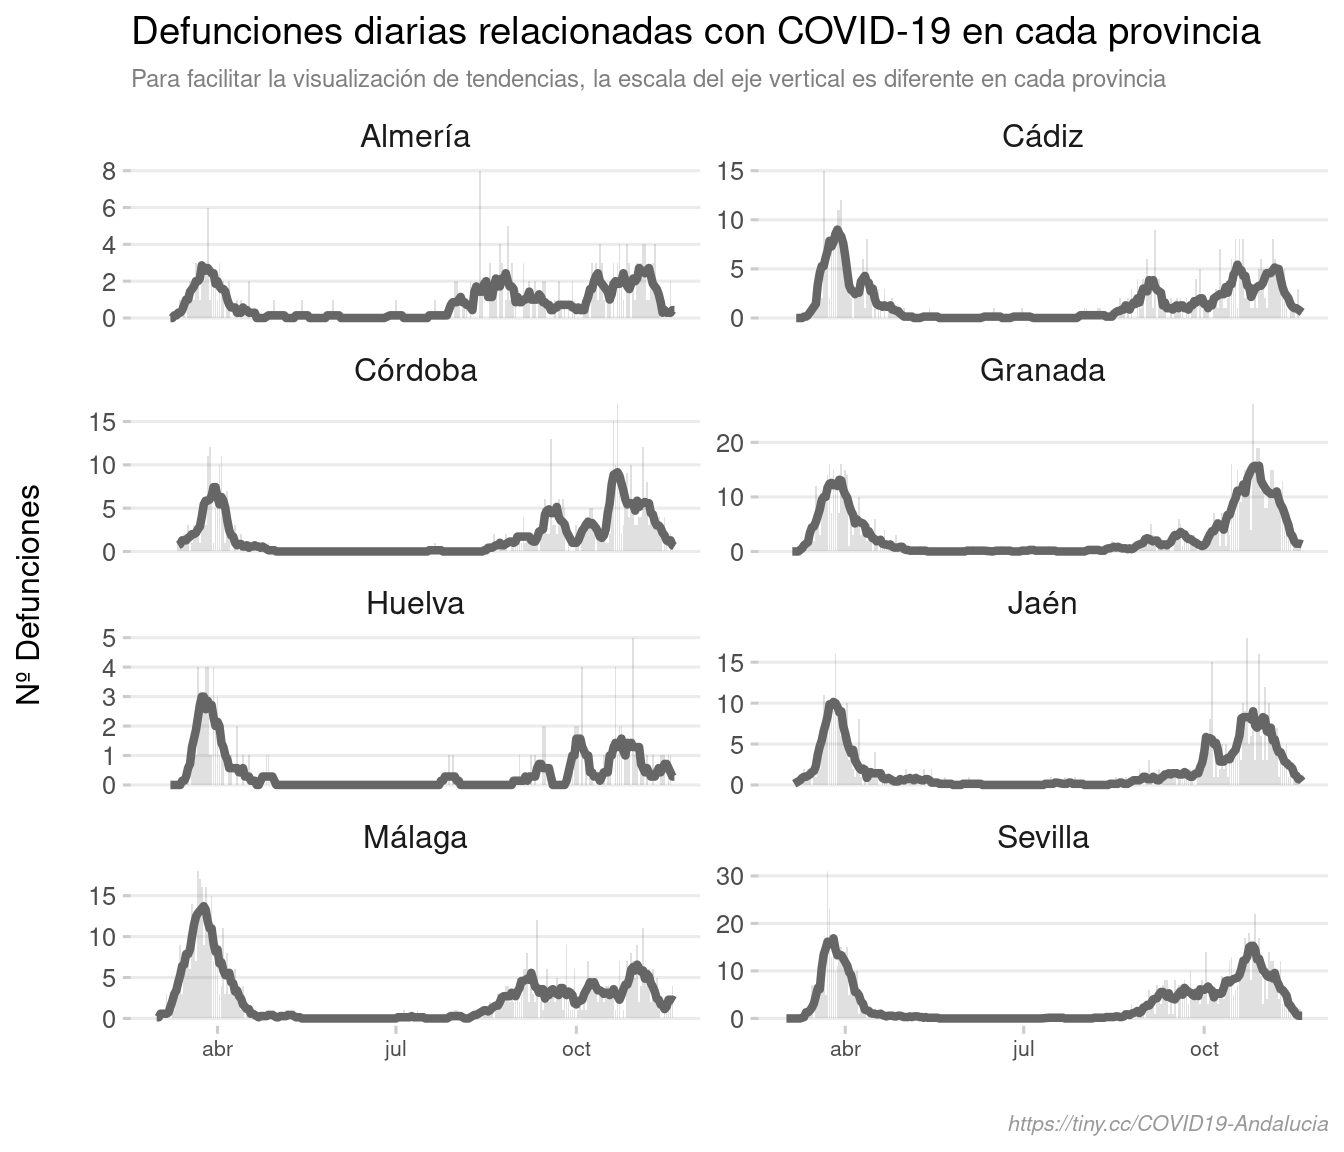 Defunciones diarias relacionadas con COVID-19 en cada provincia
Para facilitar la visualización de tendencias, la escala del eje vertical es diferente en cada provincia
Nº Defunciones
Almería
8
6
4
2
0
Cádiz
15
10
5
0
Córdoba
15
10
5
0
Granada
20
10
0
Huelva
5
4
3
2
1
0
Jaén
15
10
5
0
Málaga
15
10
5
0
abr jul oct
Sevilla
30
20
10
0
abr jul oct
https://tiny.cc/COVID19-Andalucia